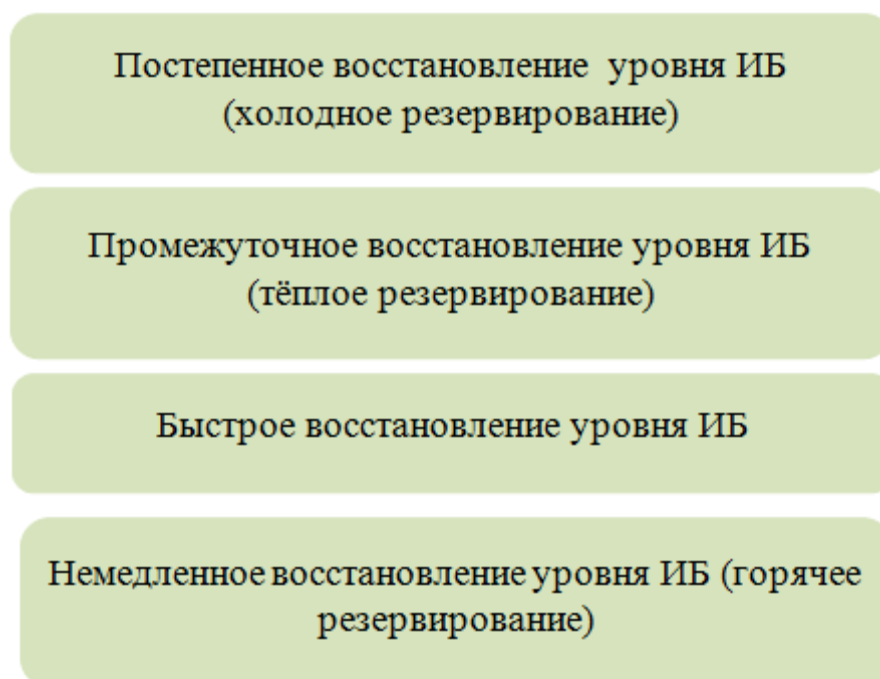 Постепенное восстановление уровня ИБ
(холодное резервирование)
Промежуточное восстановление уровня ИБ
(тёплое резервирование)
Быстрое восстановление уровня ИБ
Немедленное восстановление уровня ИБ (горячее
резервирование)